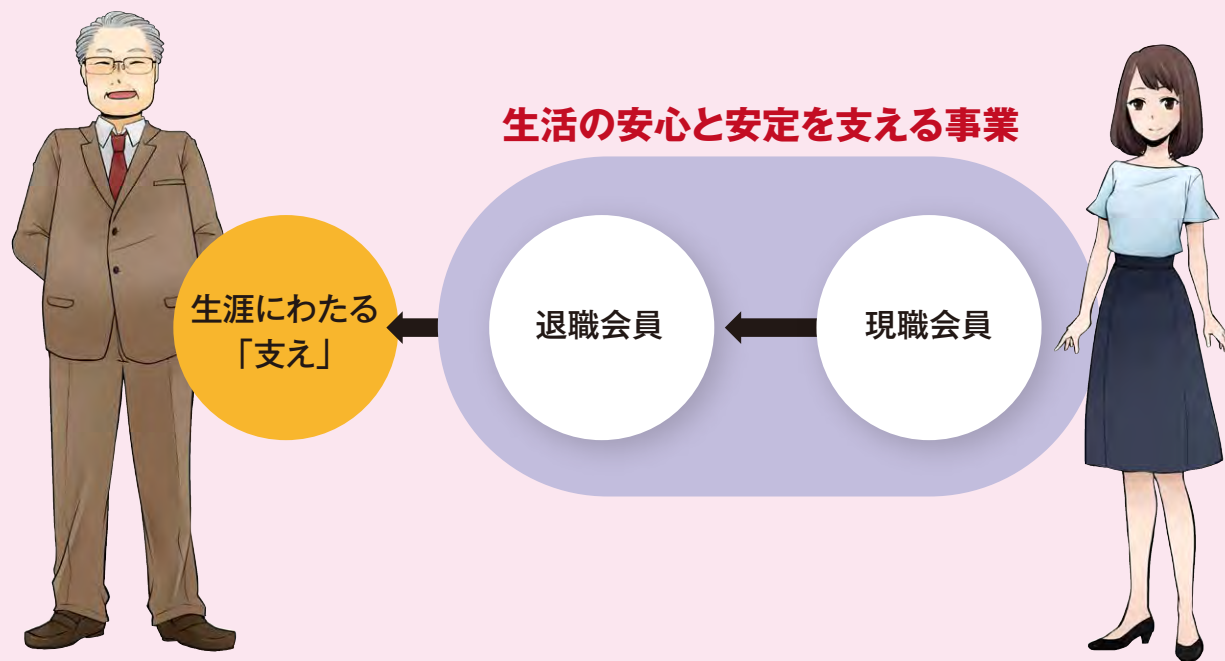 生活の安心と安定を支える事業
生涯にわたる
「支え」
退職会員
現職会員